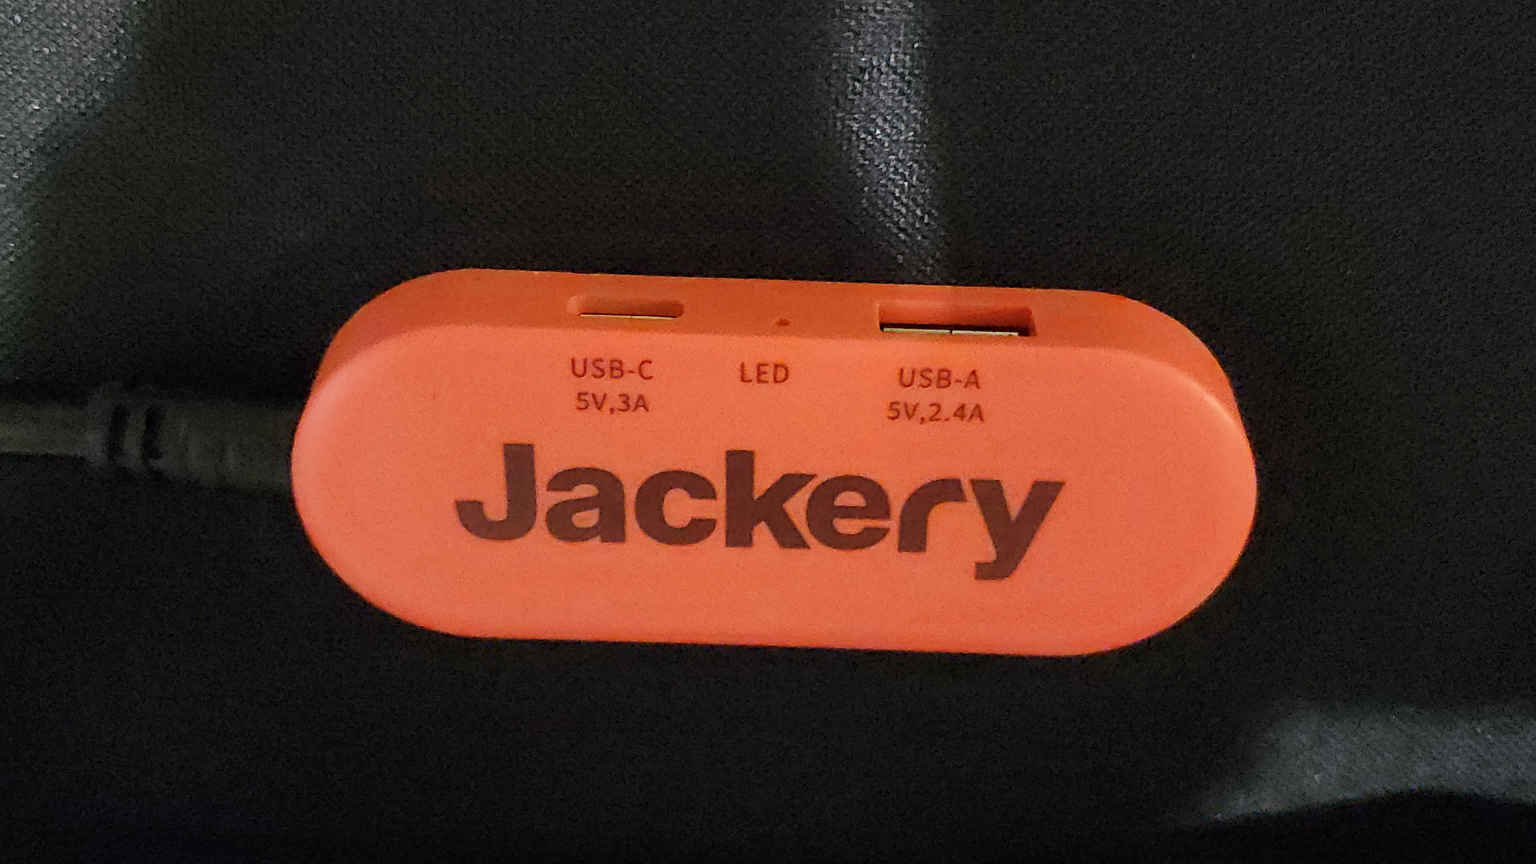 USB-C LED USB-A
5V,3A 5V,2.4A
Jackery